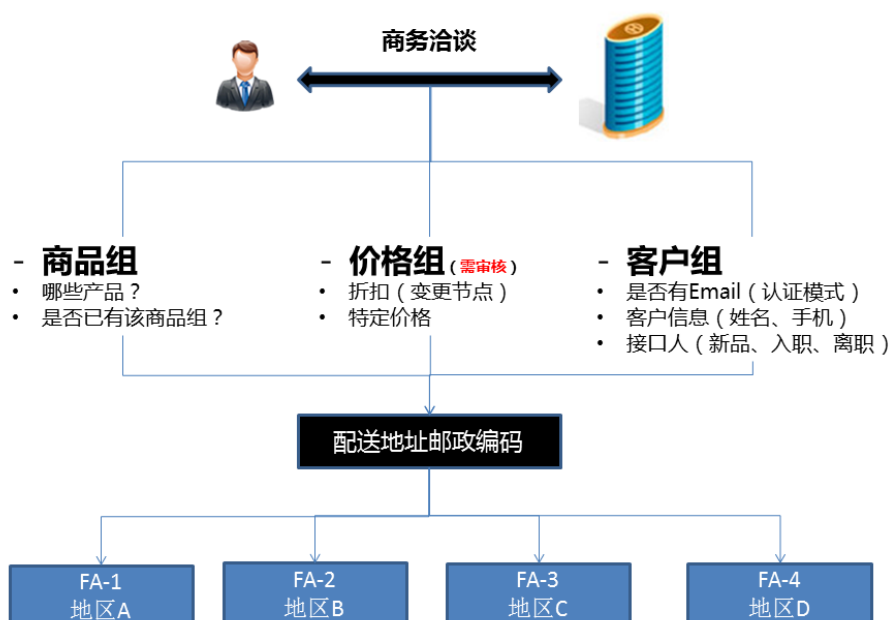 商务洽谈
- 商品组
• 哪些产品？
• 是否已有该商品组？
- 价格组（需审核）
• 折扣（变更节点）
• 特定价格
- 客户组
• 是否有Email（认证模式）
• 客户信息（姓名、手机）
• 接口人（新品、入职、离职）
配送地址邮政编码
FA-1
地区A
FA-2
地区B
FA-3
地区C
FA-4
地区D